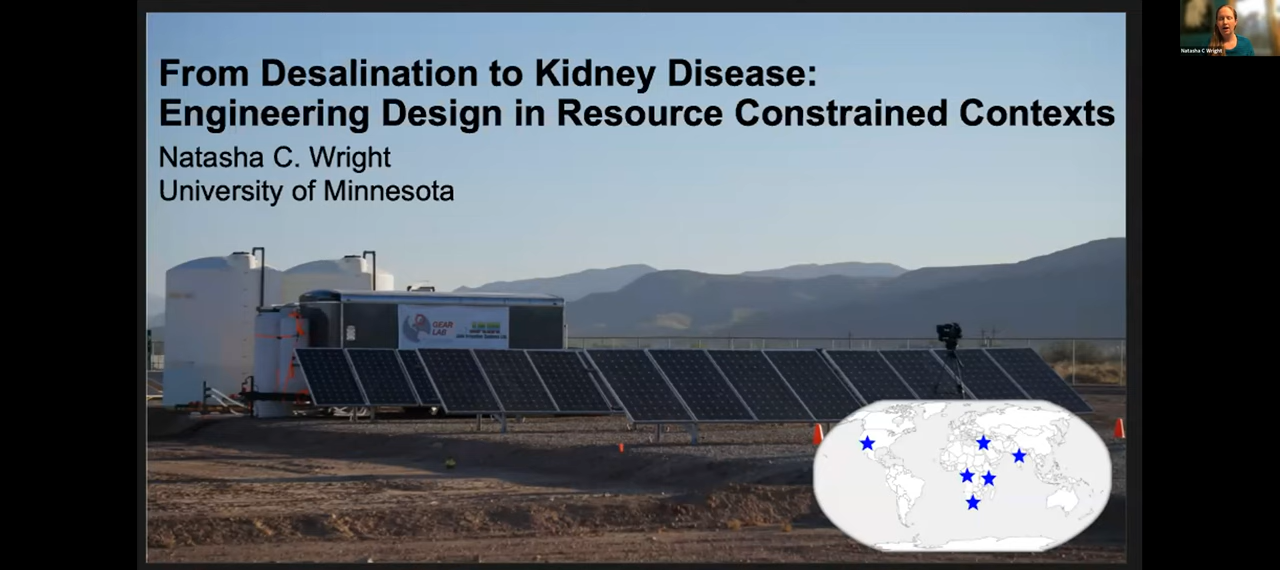 From Desalination to Kidney Disease:
Engineering Design in Resource Constrained Contexts
Natasha C. Wright
University of Minnesota
GEAR
LAB
Natasha C Wright